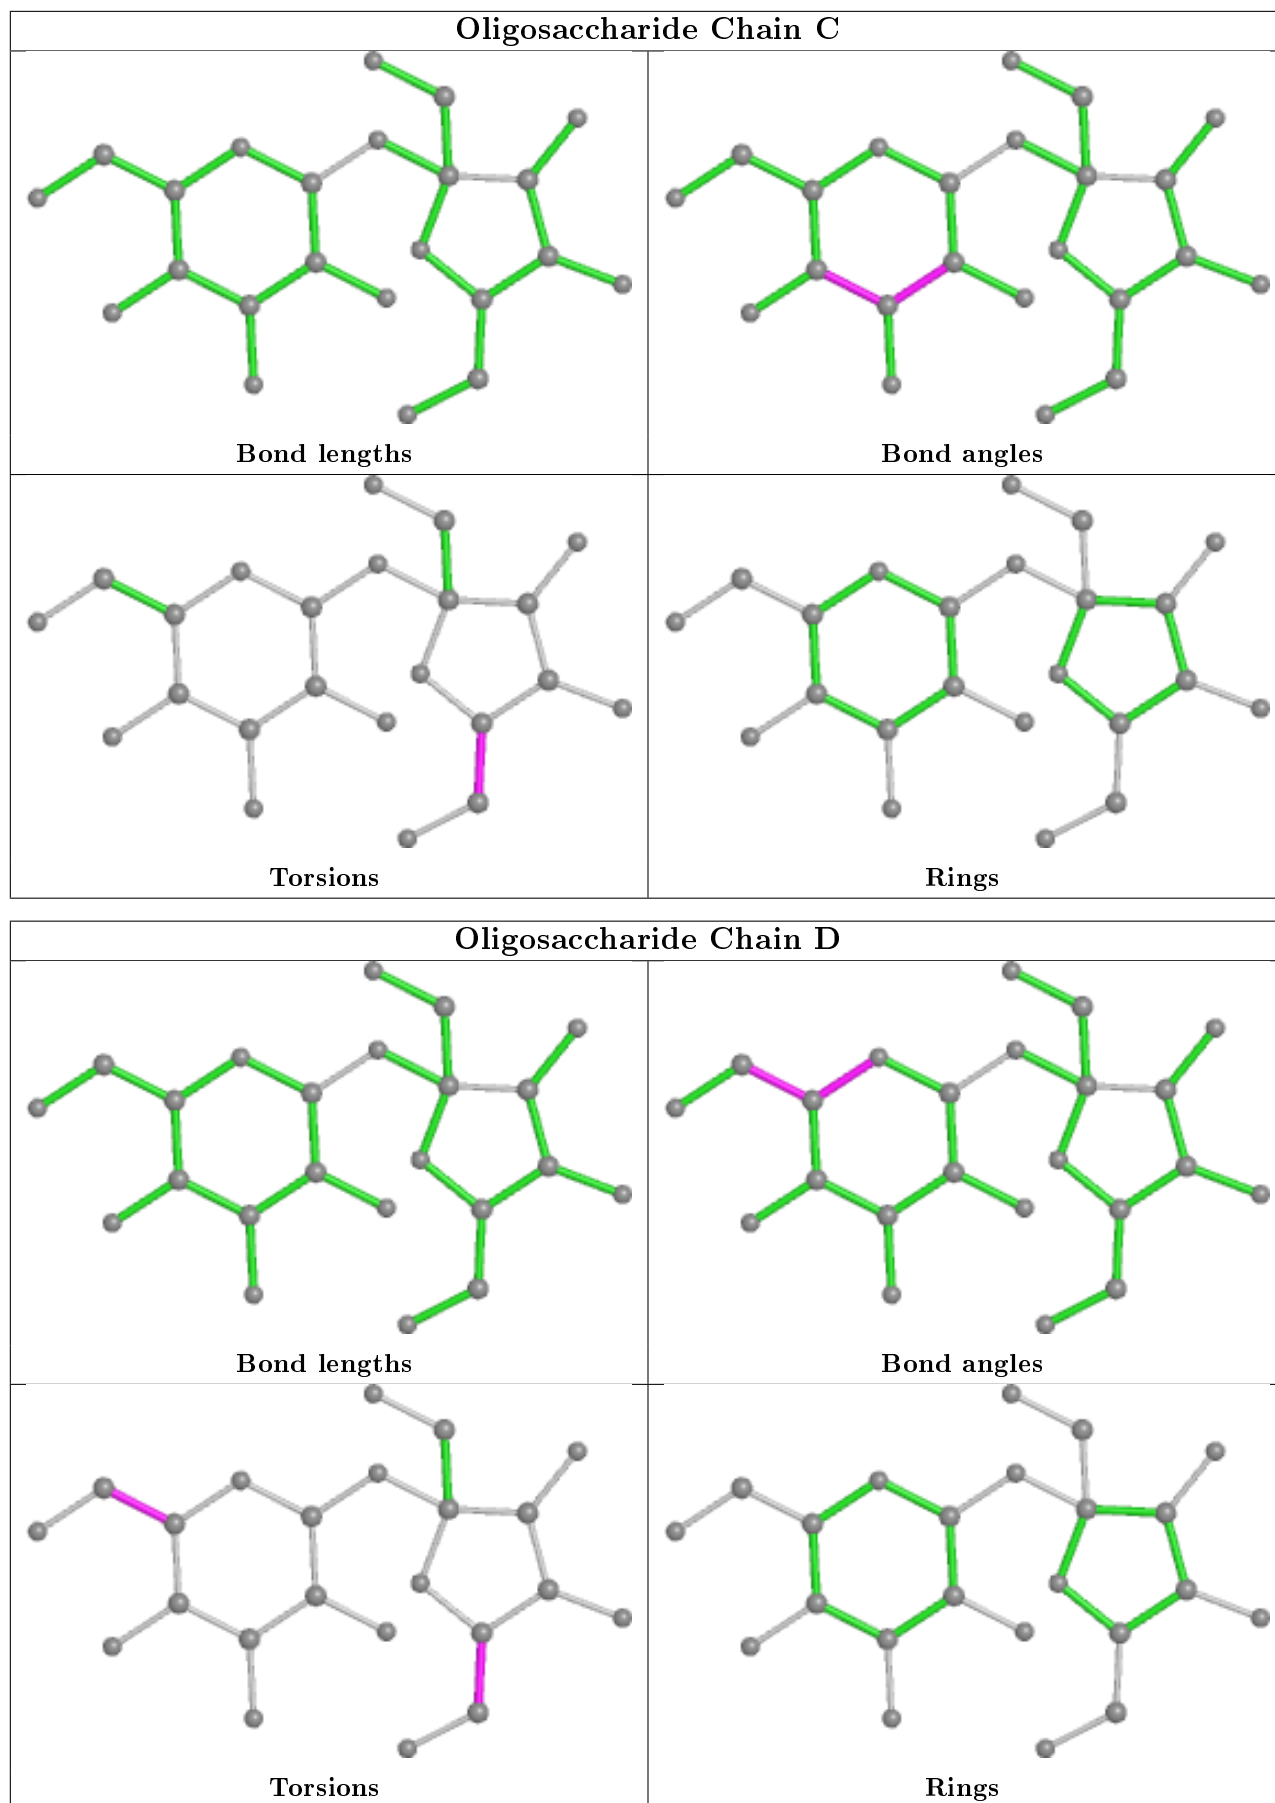 Oligosaccharide Chain C
Bond lengths
Bond angles
Torsions
Rings
Oligosaccharide Chain D
Bond lengths
Bond angles
Torsions
Rings